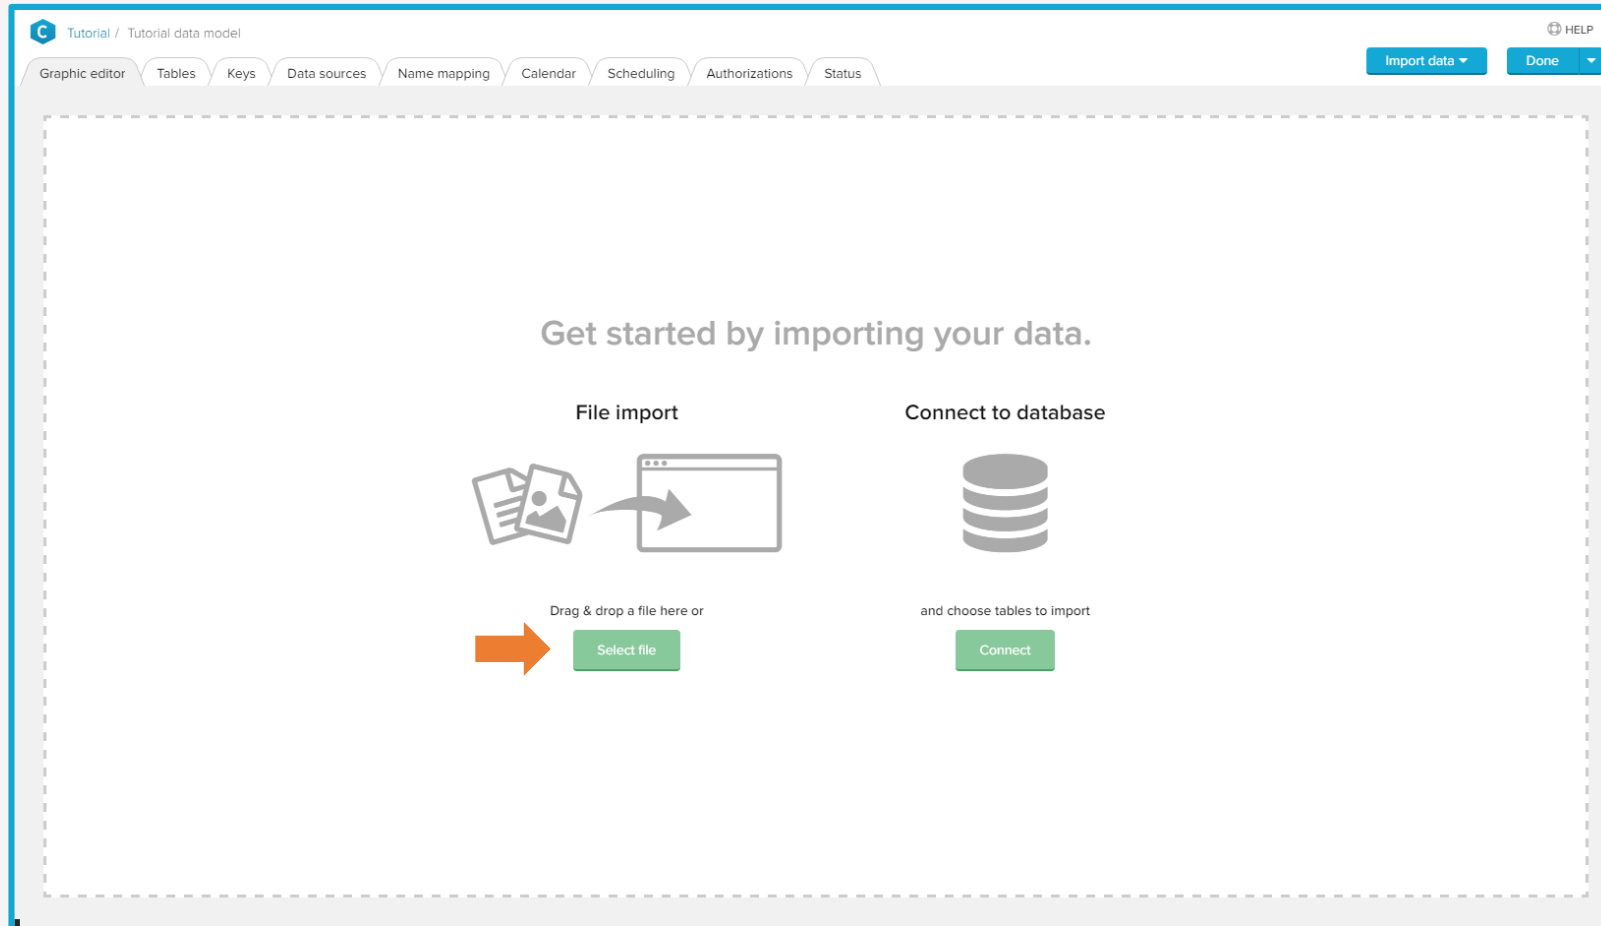 C Tutorial / Tutorial data model
HELP
Graphic editor Tables Keys Data sources Name mapping Calendar Scheduling Authorizations Status
Import data Done
Get started by importing your data.
File import Connect to database
Drag & drop a file here or and choose tables to import
Select file Connect